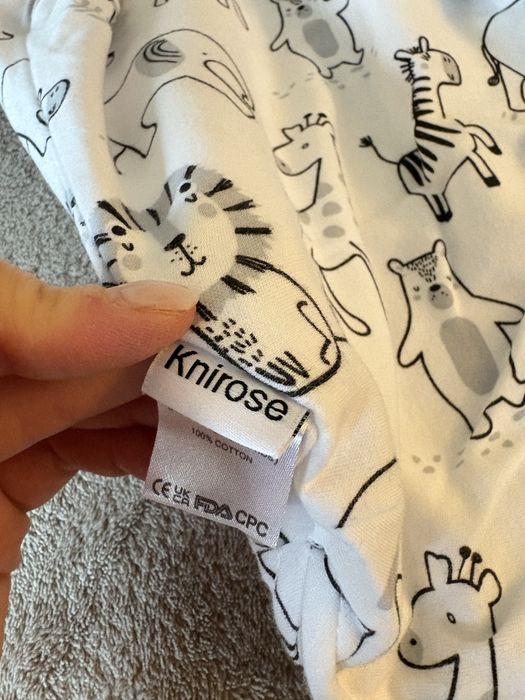 Knirose
100% COTTON
CE UK CA FDA CPC